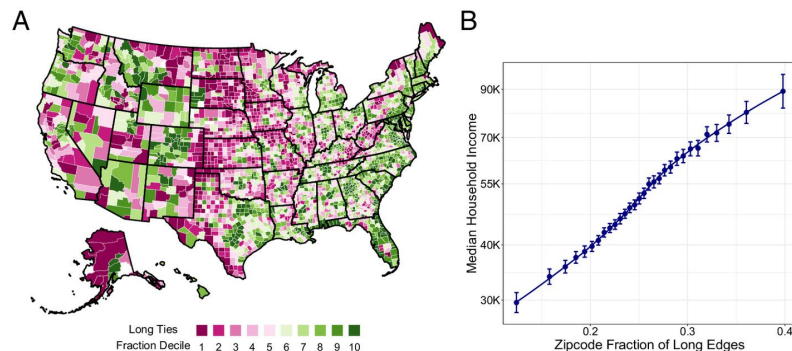 A
Long Ties
Fraction Decile
1 2 3 4 5 6 7 8 9 10
B
Median Household Income
90K
70K
55K
40K
30K
0.2 0.3 0.4
Zipcode Fraction of Long Edges